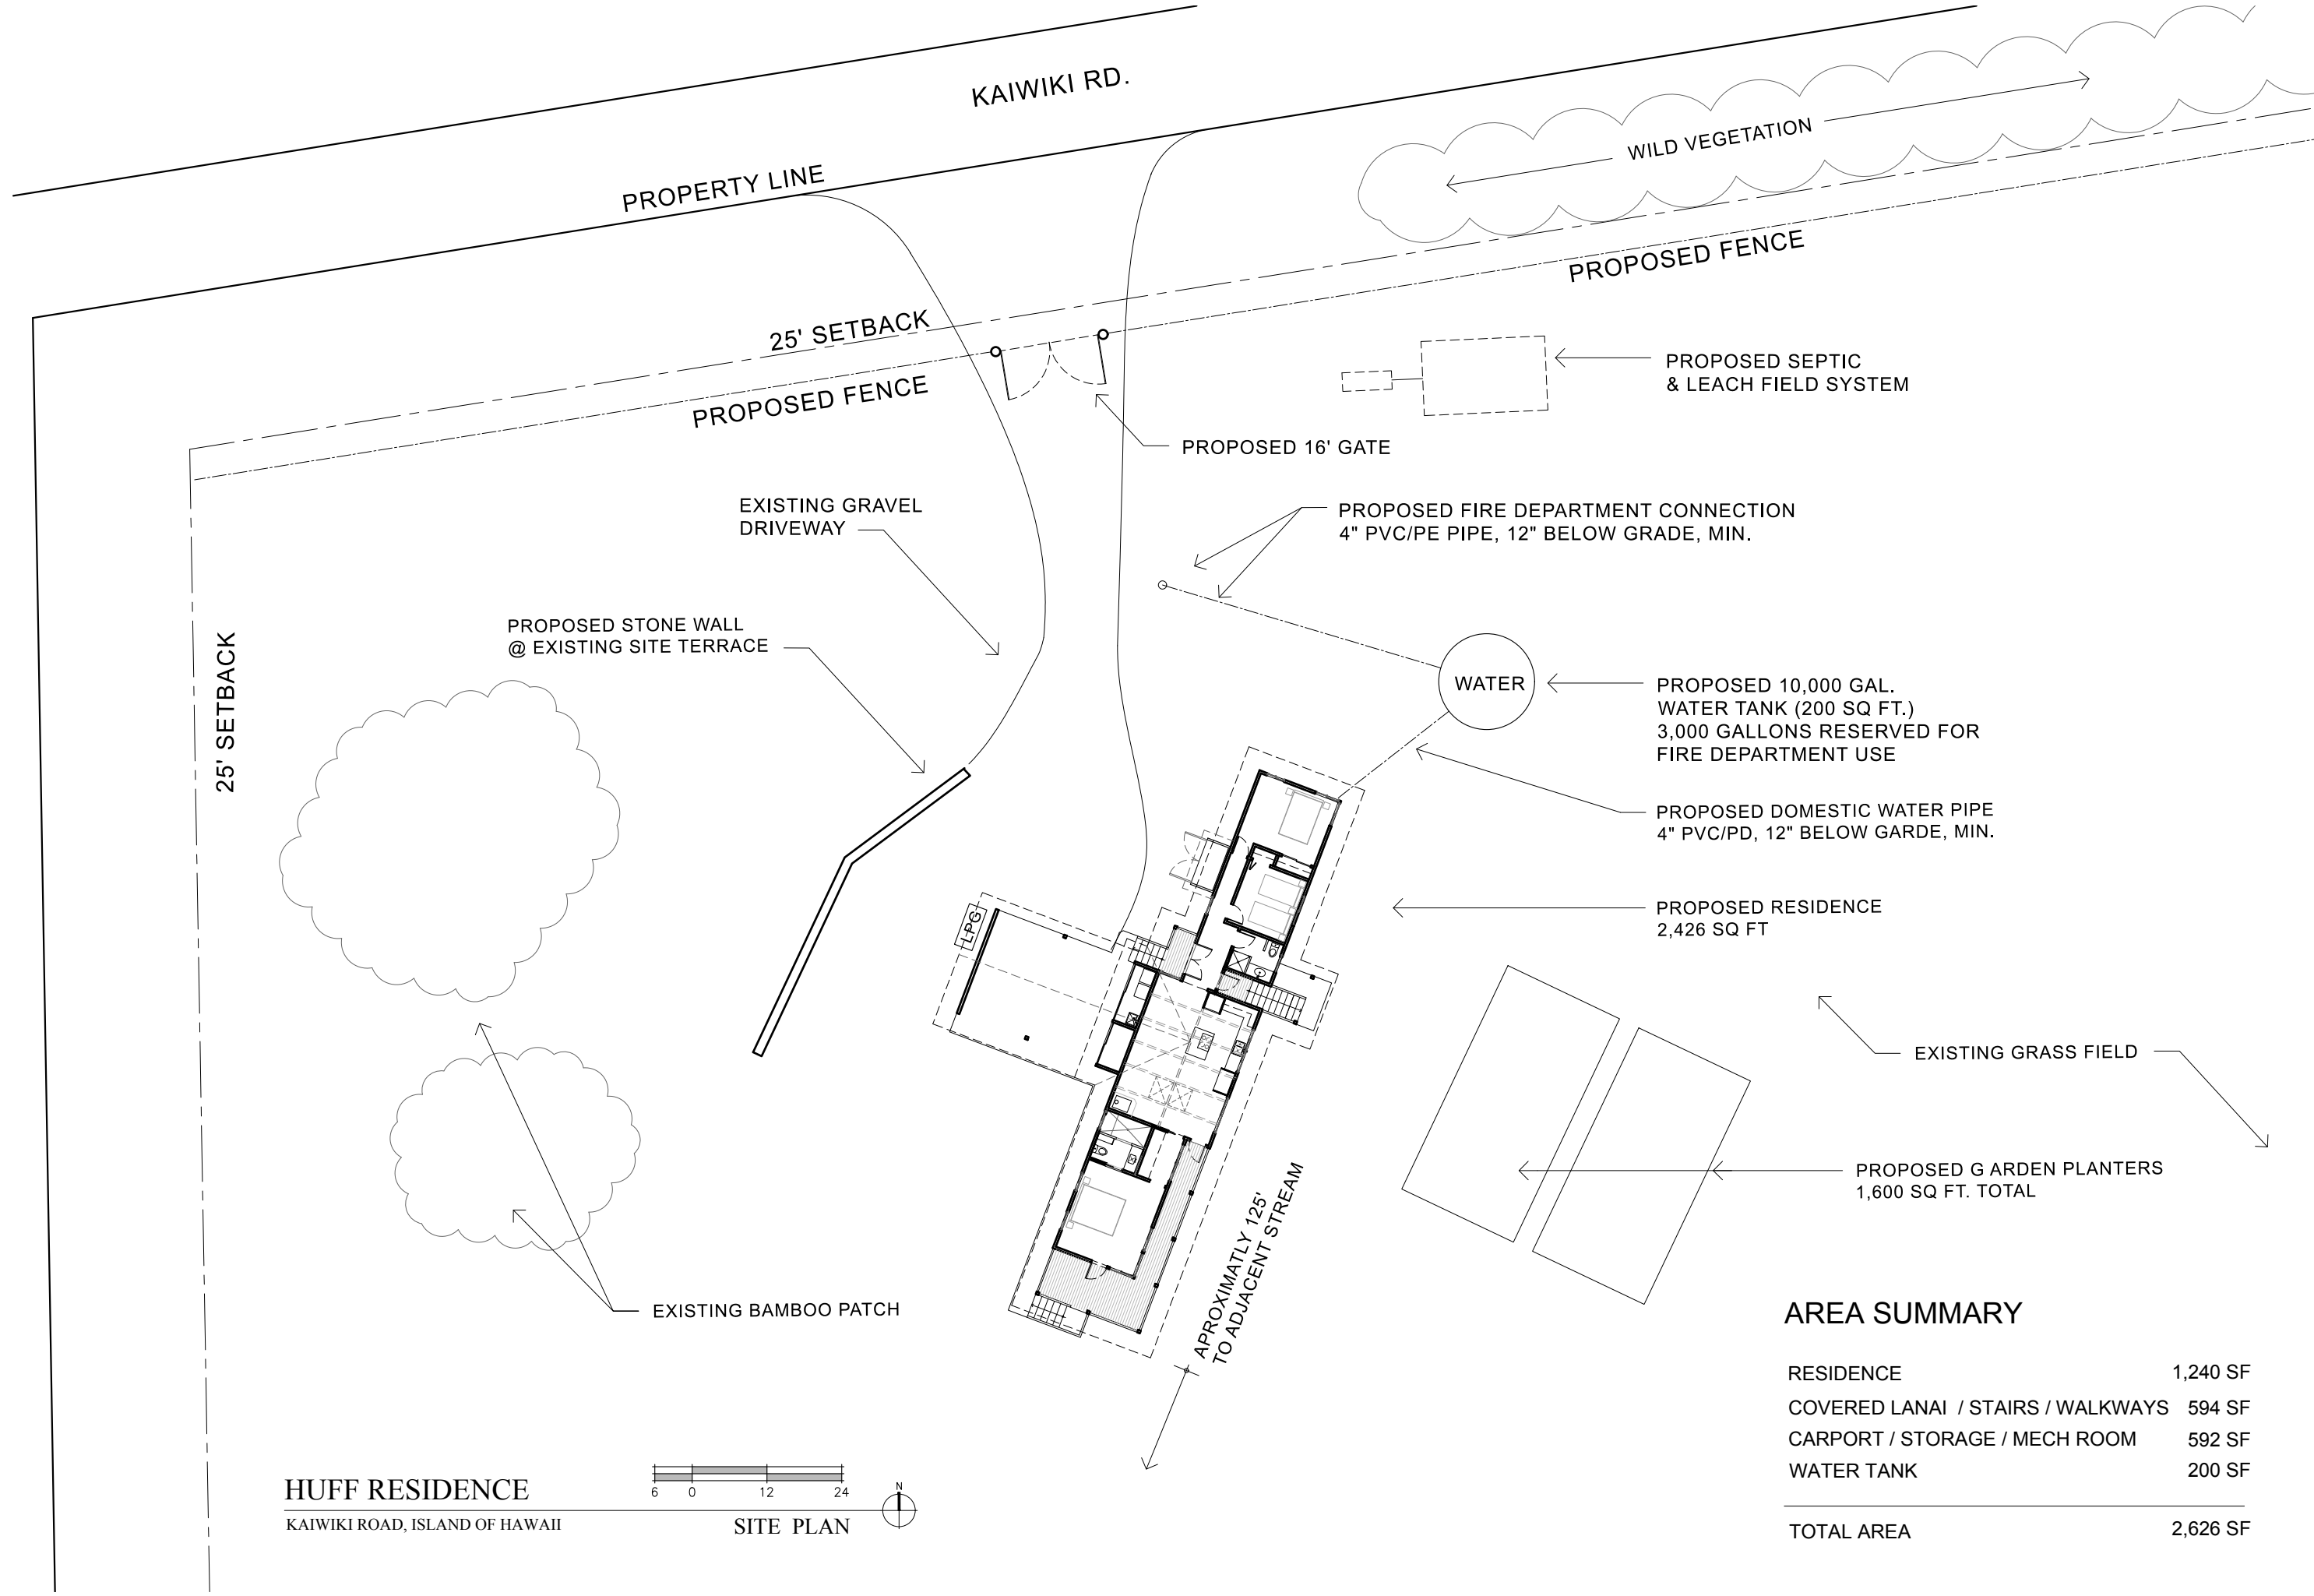 KAIWIKI RD.
PROPERTY LINE
WILD VEGETATION
PROPOSED FENCE
25' SETBACK
PROPOSED FENCE
PROPOSED SEPTIC
& LEACH FIELD SYSTEM
PROPOSED 16' GATE
EXISTING GRAVEL
DRIVEWAY
PROPOSED FIRE DEPARTMENT CONNECTION
4" PVC/PE PIPE, 12" BELOW GRADE, MIN.
PROPOSED STONE WALL
@ EXISTING SITE TERRACE
25' SETBACK
WATER
PROPOSED 10,000 GAL.
WATER TANK (200 SQ FT.)
3,000 GALLONS RESERVED FOR
FIRE DEPARTMENT USE
PROPOSED DOMESTIC WATER PIPE
4" PVC/PD, 12" BELOW GARDE, MIN.
LPG
PROPOSED RESIDENCE
2,426 SQ FT
EXISTING GRASS FIELD
PROPOSED G ARDEN PLANTERS
1,600 SQ FT. TOTAL
APROXIMATLY 125'
TO ADJACENT STREAM
EXISTING BAMBOO PATCH
AREA SUMMARY
RESIDENCE 1,240 SF
COVERED LANAI / STAIRS / WALKWAYS 594 SF
CARPORT / STORAGE / MECH ROOM 592 SF
WATER TANK 200 SF
TOTAL AREA 2,626 SF
HUFF RESIDENCE
KAIWIKI ROAD, ISLAND OF HAWAII
6 0 12 24
N
SITE PLAN